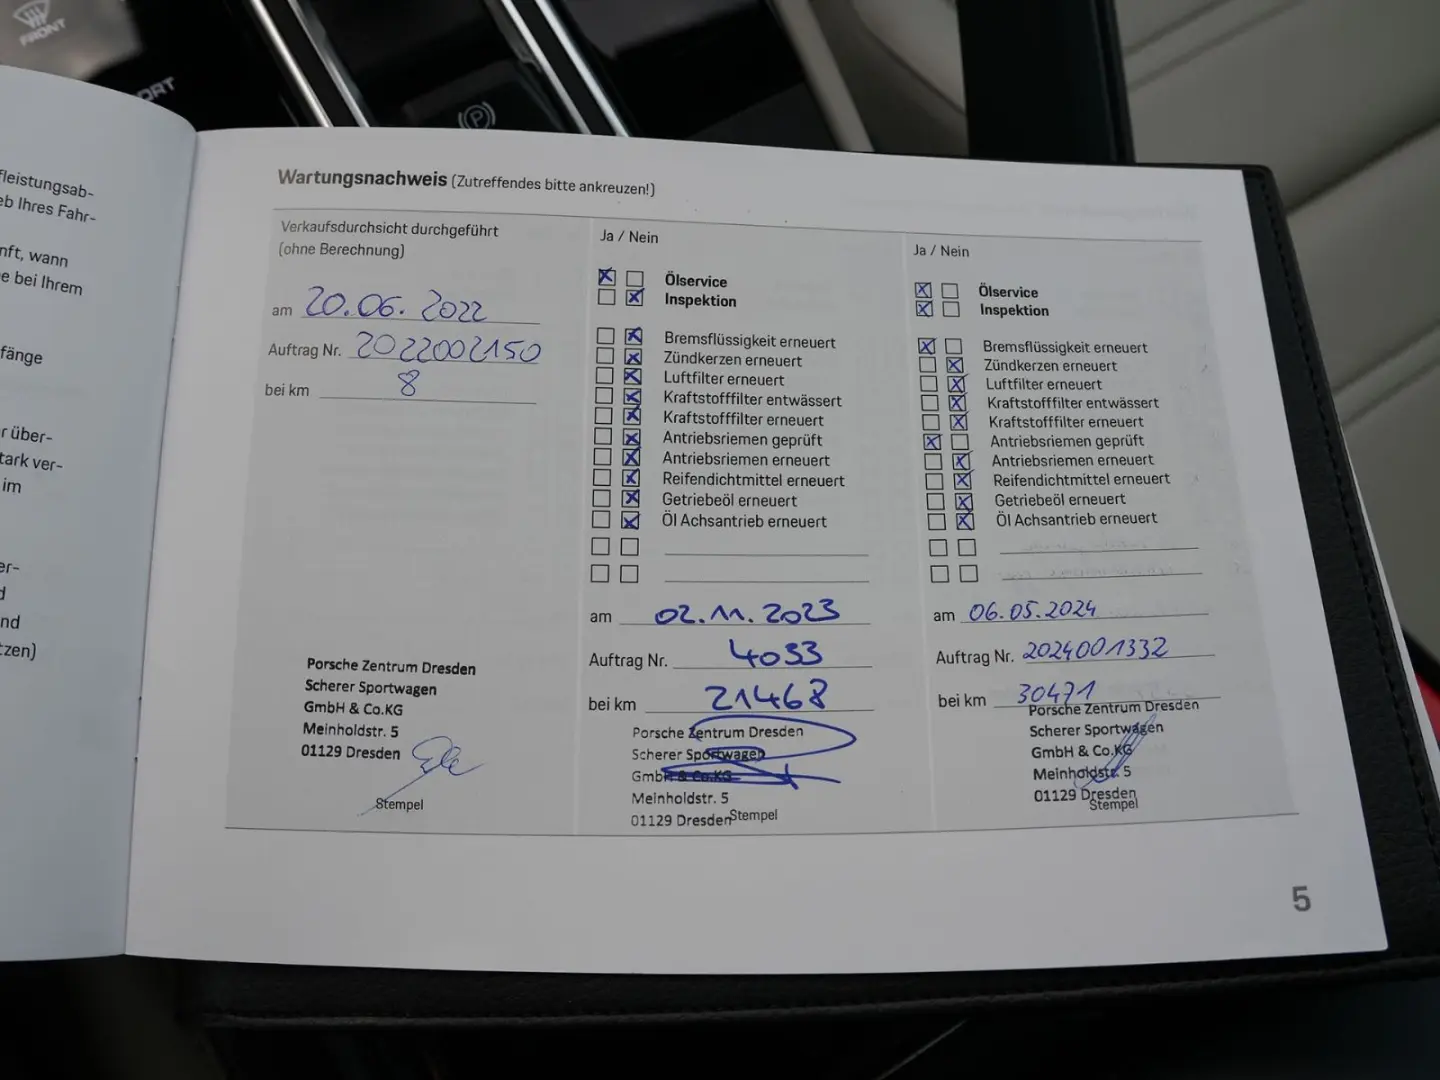 FRONT
ORT
P
fleistungsab-
eb Ihres Fahr-
nft, wann
e bei Ihrem
fänge
r über-
tark ver-
im
er-
d
nd
tzen)
Wartungsnachweis (Zutreffendes bitte ankreuzen!)
Verkaufsdurchsicht durchgeführt
(ohne Berechnung)
am 20.06.2022
Auftrag Nr. 2022002150
bei km 8
Porsche Zentrum Dresden
Scherer Sportwagen
GmbH & Co.KG
Meinholdstr. 5
01129 Dresden
Stempel
Ja / Nein
Ölservice
Inspektion
Bremsflüssigkeit erneuert
Zündkerzen erneuert
Luftfilter erneuert
Kraftstofffilter entwässert
Kraftstofffilter erneuert
Antriebsriemen geprüft
Antriebsriemen erneuert
Reifendichtmittel erneuert
Getriebeöl erneuert
Öl Achsantrieb erneuert
am 02.11.2023
Auftrag Nr. 4033
bei km 21468
Porsche Zentrum Dresden
Scherer Sportwagen
GmbH & Co.KG
Meinholdstr. 5
01129 Dresden
Stempel
Ja / Nein
Ölservice
Inspektion
Bremsflüssigkeit erneuert
Zündkerzen erneuert
Luftfilter erneuert
Kraftstofffilter entwässert
Kraftstofffilter erneuert
Antriebsriemen geprüft
Antriebsriemen erneuert
Reifendichtmittel erneuert
Getriebeöl erneuert
Öl Achsantrieb erneuert
am 06.05.2024
Auftrag Nr. 2024001332
bei km 30471
Porsche Zentrum Dresden
Scherer Sportwagen
GmbH & Co.KG
Meinholdstr. 5
01129 Dresden
Stempel
5